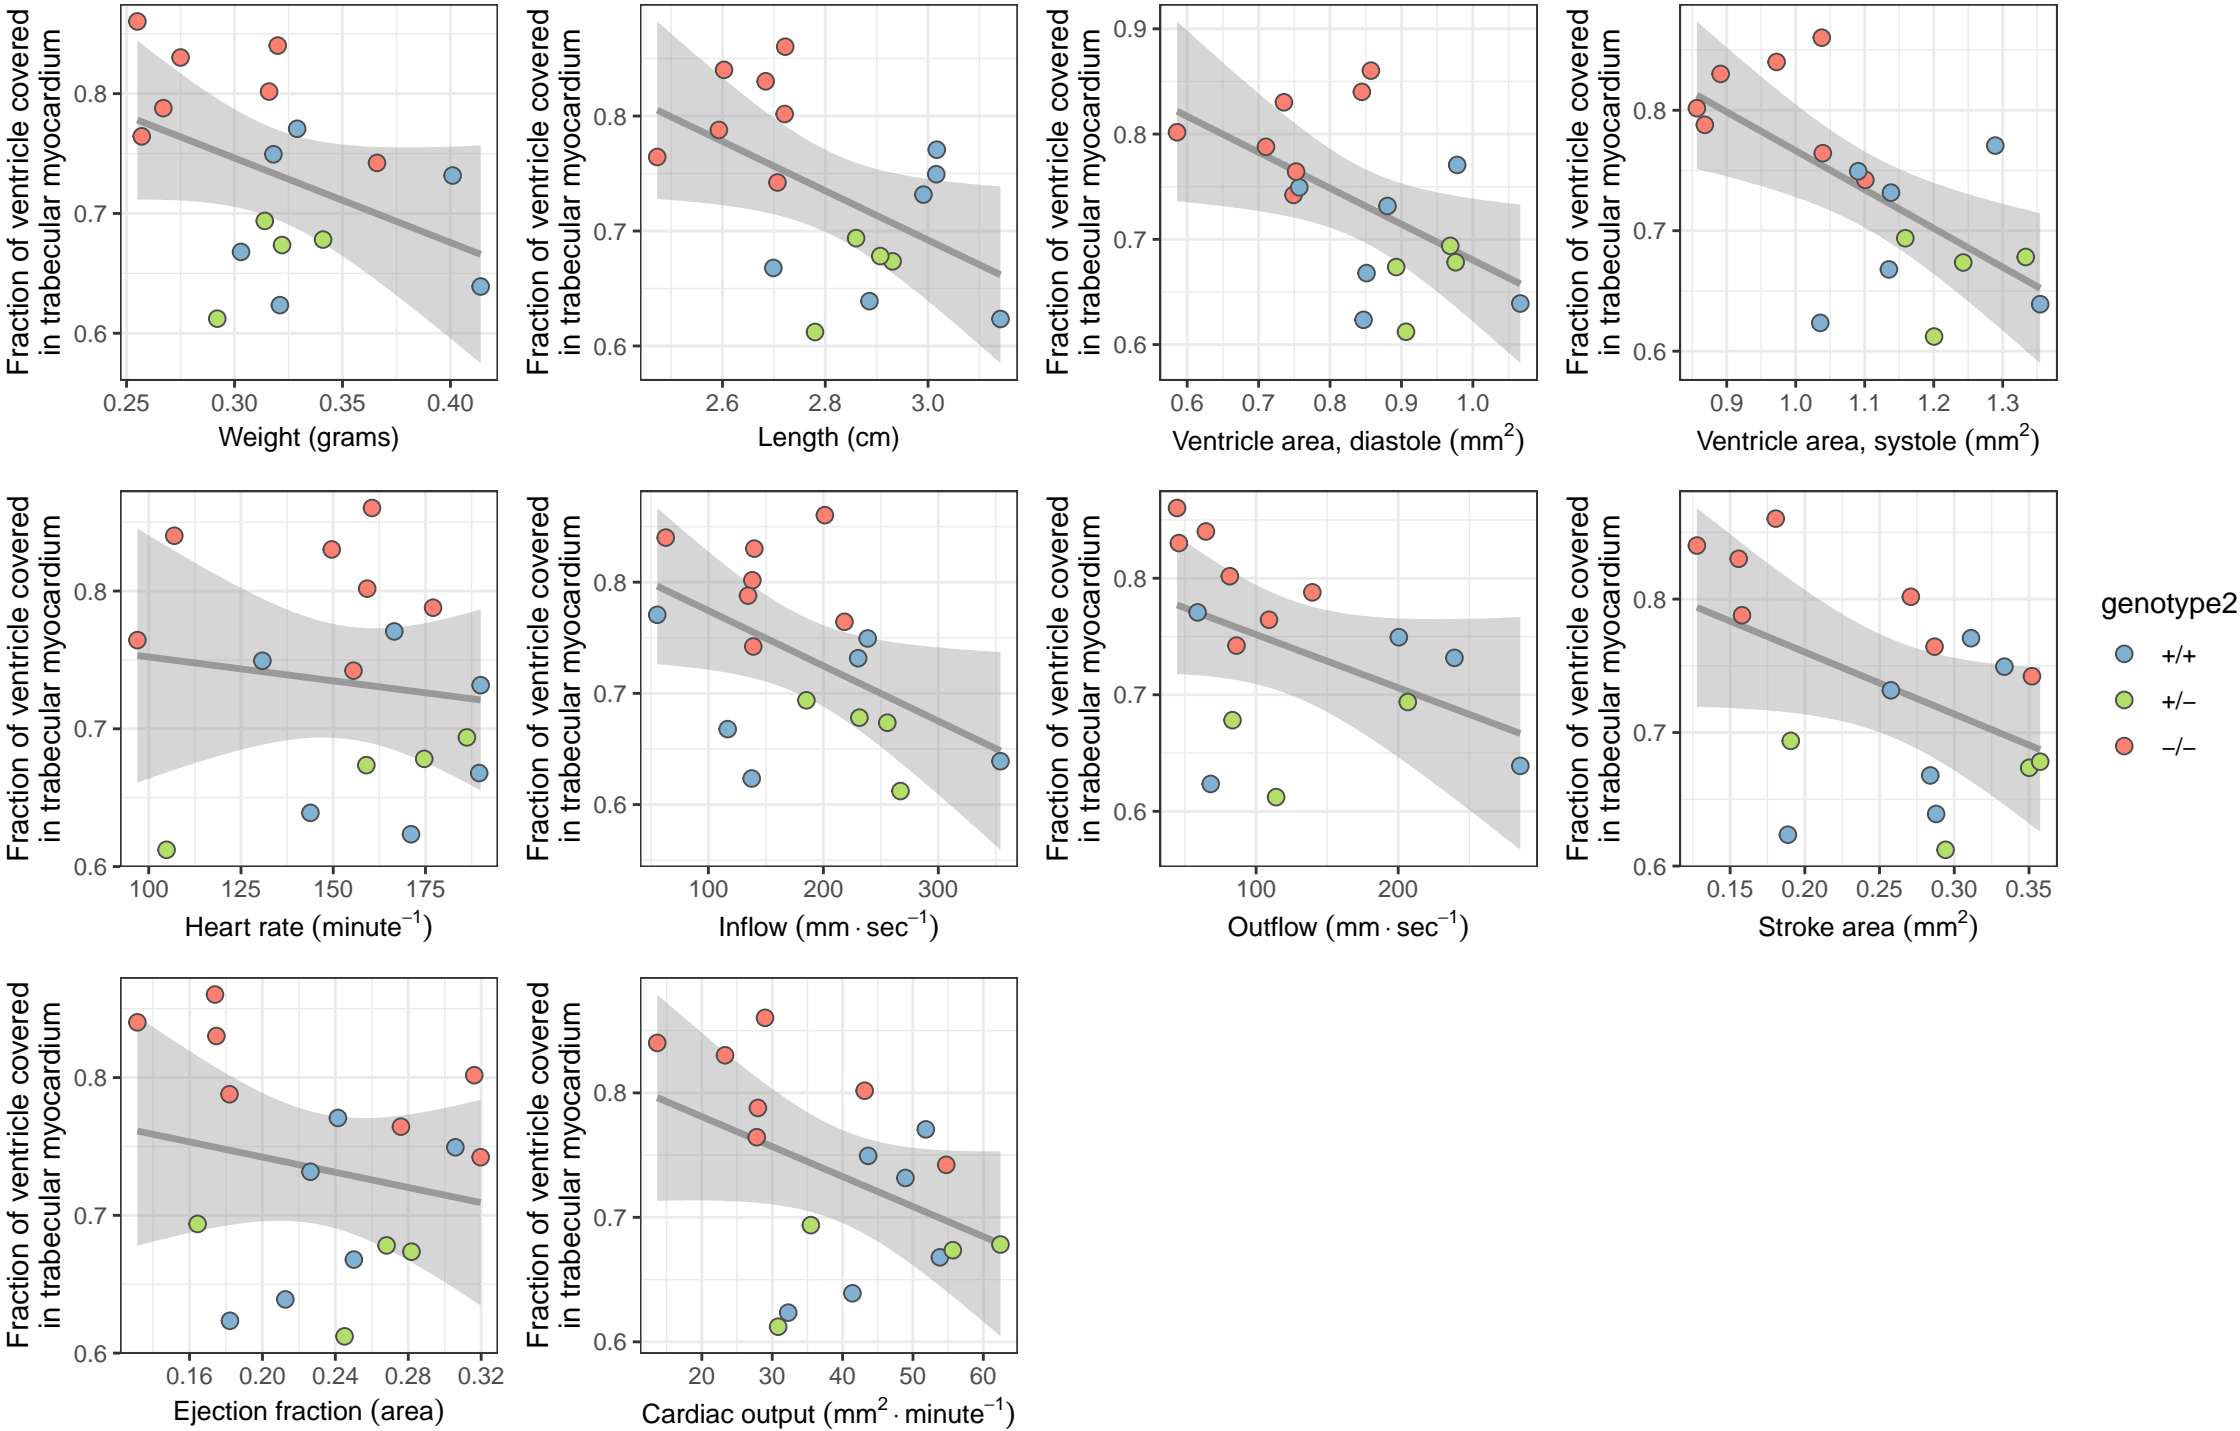 Fraction of ventricle covered
in trabecular myocardium
0.8
0.7
0.6
0.25 0.30 0.35 0.40
Weight (grams)
Fraction of ventricle covered
in trabecular myocardium
0.8
0.7
0.6
2.6 2.8 3.0
Length (cm)
Fraction of ventricle covered
in trabecular myocardium
0.9
0.8
0.7
0.6
0.6 0.7 0.8 0.9 1.0
Ventricle area, diastole (mm²)
Fraction of ventricle covered
in trabecular myocardium
0.8
0.7
0.6
0.9 1.0 1.1 1.2 1.3
Ventricle area, systole (mm²)
Fraction of ventricle covered
in trabecular myocardium
0.8
0.7
0.6
100 125 150 175
Heart rate (minute⁻¹)
Fraction of ventricle covered
in trabecular myocardium
0.8
0.7
0.6
100 200 300
Inflow (mm · sec⁻¹)
Fraction of ventricle covered
in trabecular myocardium
0.8
0.7
0.6
100 200
Outflow (mm · sec⁻¹)
Fraction of ventricle covered
in trabecular myocardium
0.8
0.7
0.6
0.15 0.20 0.25 0.30 0.35
Stroke area (mm²)
genotype2
+/+
+/−
−/−
Fraction of ventricle covered
in trabecular myocardium
0.8
0.7
0.6
0.16 0.20 0.24 0.28 0.32
Ejection fraction (area)
Fraction of ventricle covered
in trabecular myocardium
0.8
0.7
0.6
20 30 40 50 60
Cardiac output (mm² · minute⁻¹)